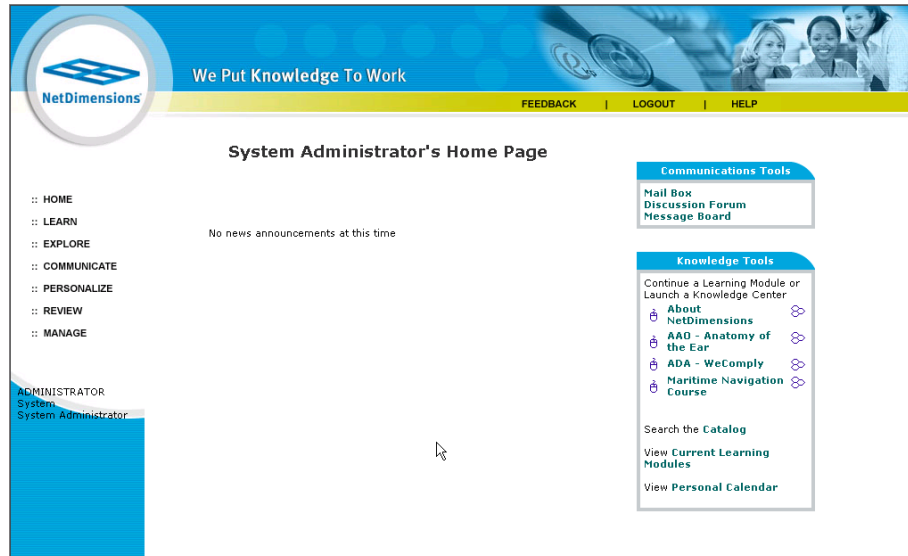 We Put Knowledge To Work
NetDimensions
FEEDBACK | LOGOUT | HELP
System Administrator's Home Page
:: HOME
:: LEARN
:: EXPLORE
:: COMMUNICATE
:: PERSONALIZE
:: REVIEW
:: MANAGE
ADMINISTRATOR
System
System Administrator
No news announcements at this time
Communications Tools
Mail Box
Discussion Forum
Message Board
Knowledge Tools
Continue a Learning Module or
Launch a Knowledge Center
About
NetDimensions
AAO - Anatomy of
the Ear
ADA - WeComply
Maritime Navigation
Course
Search the Catalog
View Current Learning
Modules
View Personal Calendar